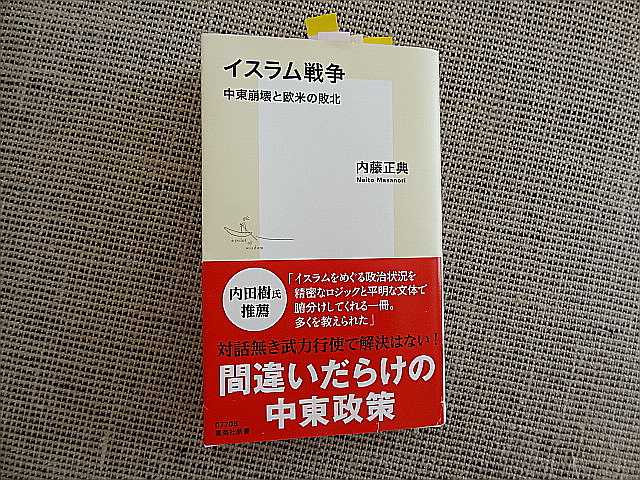 イスラム戦争
中東崩壊と欧米の敗北
内藤正典
Naito Masanori
a pilot of wisdom
内田樹氏
推薦
「イスラムをめぐる政治状況を
精密なロジックと平明な文体で
腑分けしてくれる一冊。
多くを教えられた」
対話無き武力行使で解決はない!
間違いだらけの
中東政策
0770B
集英社新書